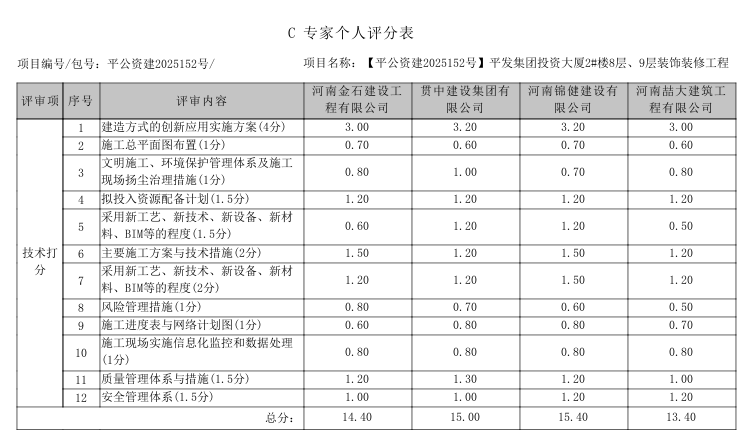 C 专家个人评分表
项目编号/包号: 平公资建2025152号/ 项目名称: 【平公资建2025152号】平发集团投资大厦2#楼8层、9层装饰装修工程
评审项 序号 评审内容 河南金石建设工程有限公司 贯中建设集团有限公司 河南锦健建设有限公司 河南喆大建筑工程有限公司
技术打分
1 建造方式的创新应用实施方案(4分) 3.00 3.20 3.20 3.00
2 施工总平面图布置(1分) 0.70 0.60 0.70 0.60
3 文明施工、环境保护管理体系及施工现场扬尘治理措施(1分) 0.80 1.00 0.70 0.80
4 拟投入资源配备计划(1.5分) 1.20 1.20 1.20 1.20
5 采用新工艺、新技术、新设备、新材料、BIM等的程度(1.5分) 0.60 1.20 1.20 0.50
6 主要施工方案与技术措施(2分) 1.50 1.20 1.50 1.20
7 采用新工艺、新技术、新设备、新材料、BIM等的程度(2分) 1.20 1.20 1.50 1.20
8 风险管理措施(1分) 0.80 0.70 0.60 0.50
9 施工进度表与网络计划图(1分) 0.60 0.80 0.80 0.70
10 施工现场实施信息化监控和数据处理(1分) 0.80 0.80 0.80 0.80
11 质量管理体系与措施(1.5分) 1.20 1.30 1.20 1.00
12 安全管理体系(1.5分) 1.00 1.00 1.20 1.20
总分: 14.40 15.00 15.40 13.40